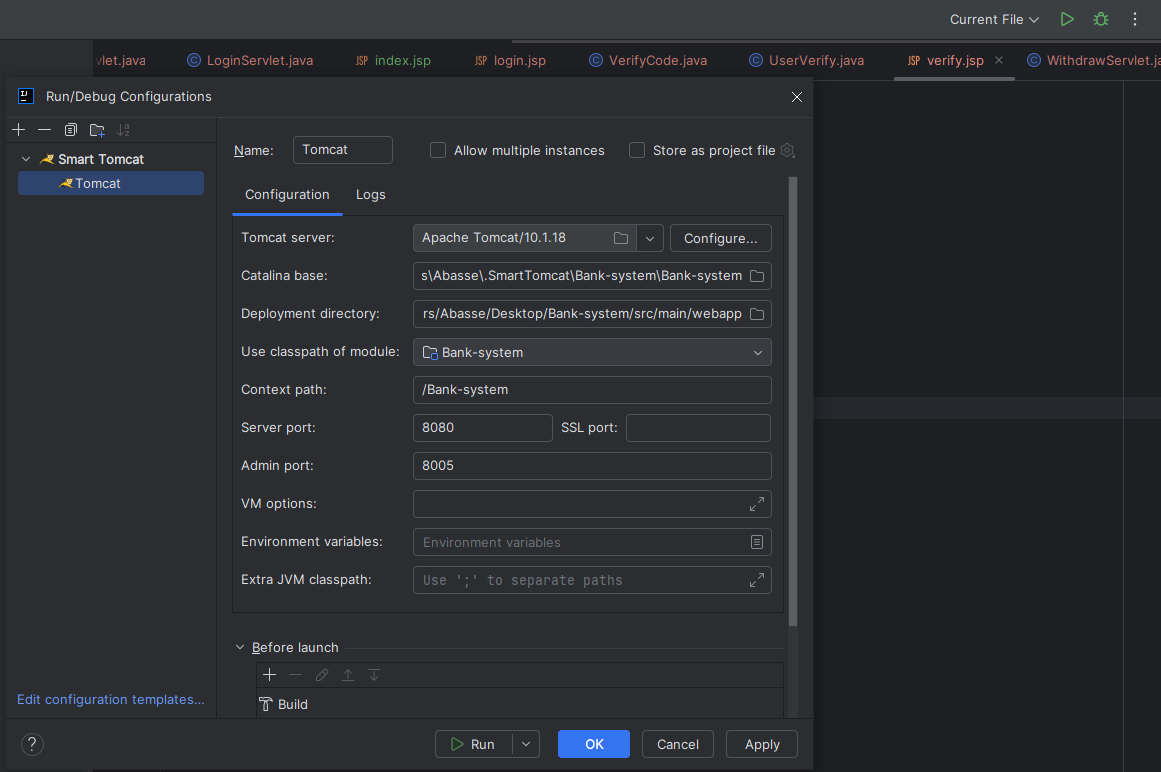 Current File
vlet.java LoginServlet.java JSP index.jsp JSP login.jsp VerifyCode.java UserVerify.java JSP verify.jsp WithdrawServlet.ja
Run/Debug Configurations
Smart Tomcat
Tomcat
Edit configuration templates...
Name: Tomcat Allow multiple instances Store as project file
Configuration Logs
Tomcat server: Apache Tomcat/10.1.18 Configure...
Catalina base: s\Abasse\.SmartTomcat\Bank-system\Bank-system
Deployment directory: rs/Abasse/Desktop/Bank-system/src/main/webapp
Use classpath of module: Bank-system
Context path: /Bank-system
Server port: 8080 SSL port:
Admin port: 8005
VM options:
Environment variables: Environment variables
Extra JVM classpath: Use ';' to separate paths
Before launch
Build
? Run OK Cancel Apply